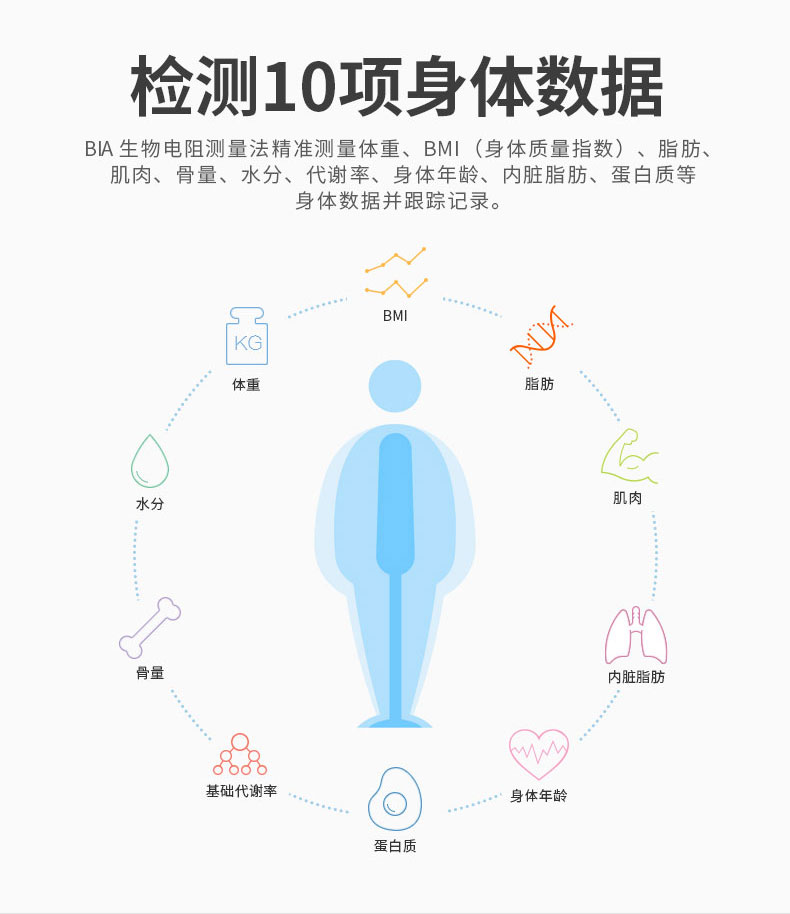 检测10项身体数据
BIA 生物电阻测量法精准测量体重、BMI（身体质量指数）、脂肪、
肌肉、骨量、水分、代谢率、身体年龄、内脏脂肪、蛋白质等
身体数据并跟踪记录。
BMI
KG
体重
脂肪
水分
肌肉
骨量
内脏脂肪
基础代谢率
身体年龄
蛋白质